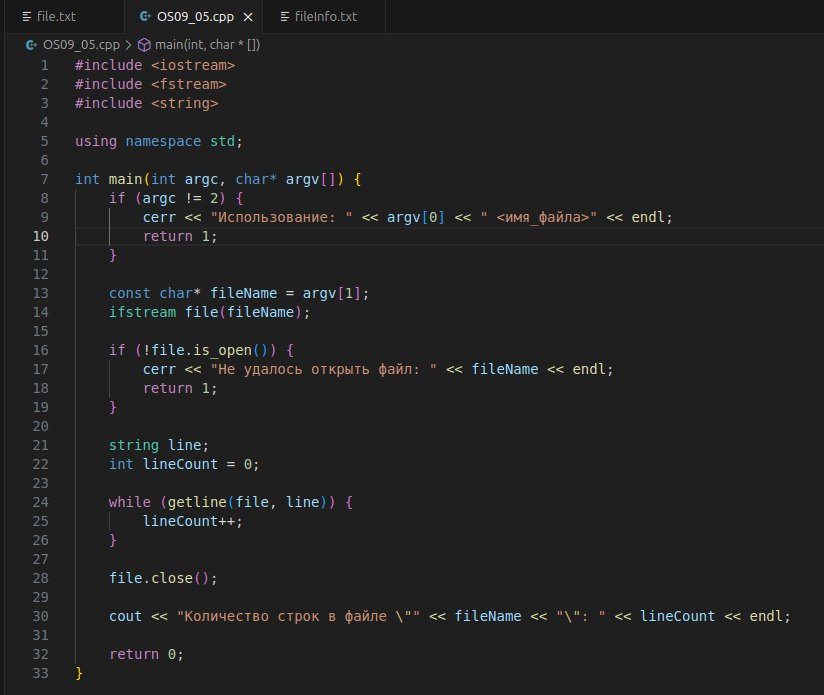 file.txt
OS09_05.cpp ×
fileInfo.txt
OS09_05.cpp > main(int, char * [])
1 #include <iostream>
2 #include <fstream>
3 #include <string>
4
5 using namespace std;
6
7 int main(int argc, char* argv[]) {
8     if (argc != 2) {
9         cerr << "Использование: " << argv[0] << " <имя_файла>" << endl;
10         return 1;
11     }
12
13     const char* fileName = argv[1];
14     ifstream file(fileName);
15
16     if (!file.is_open()) {
17         cerr << "Не удалось открыть файл: " << fileName << endl;
18         return 1;
19     }
20
21     string line;
22     int lineCount = 0;
23
24     while (getline(file, line)) {
25         lineCount++;
26     }
27
28     file.close();
29
30     cout << "Количество строк в файле \"" << fileName << "\": " << lineCount << endl;
31
32     return 0;
33 }